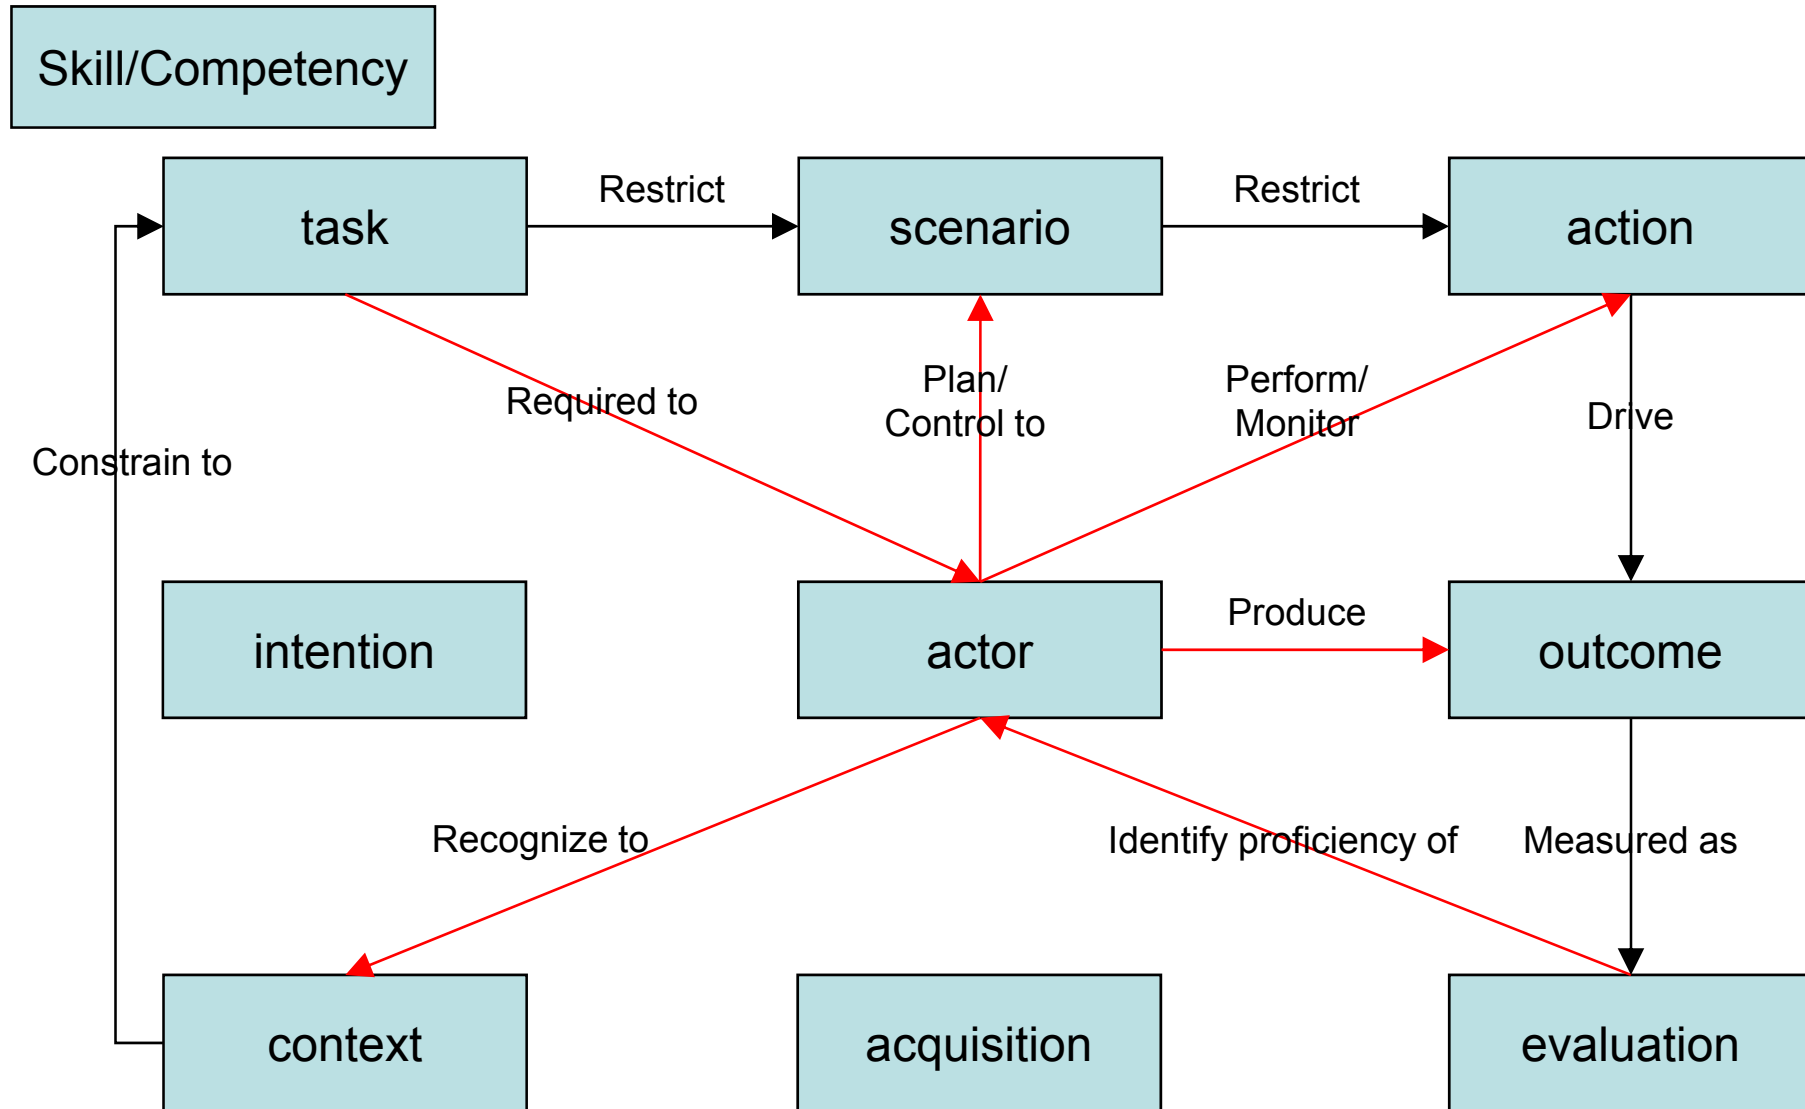 Skill/Competency
Restrict
Restrict
task
scenario
action
Plan/
Control to
Perform/
Monitor
Required to
Drive
Constrain to
Produce
intention
actor
outcome
Recognize to
Identify proficiency of
Measured as
context
acquisition
evaluation